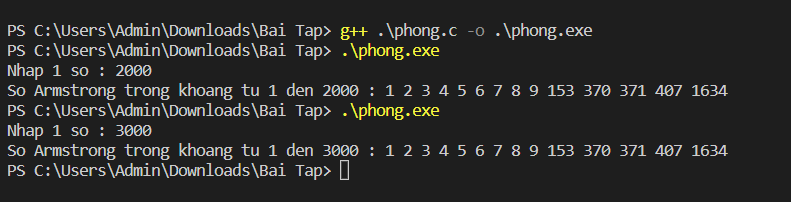 PS C:\Users\Admin\Downloads\Bai Tap> g++ .\phong.c -o .\phong.exe
PS C:\Users\Admin\Downloads\Bai Tap> .\phong.exe
Nhap 1 so : 2000
So Armstrong trong khoang tu 1 den 2000 : 1 2 3 4 5 6 7 8 9 153 370 371 407 1634
PS C:\Users\Admin\Downloads\Bai Tap> .\phong.exe
Nhap 1 so : 3000
So Armstrong trong khoang tu 1 den 3000 : 1 2 3 4 5 6 7 8 9 153 370 371 407 1634
PS C:\Users\Admin\Downloads\Bai Tap>